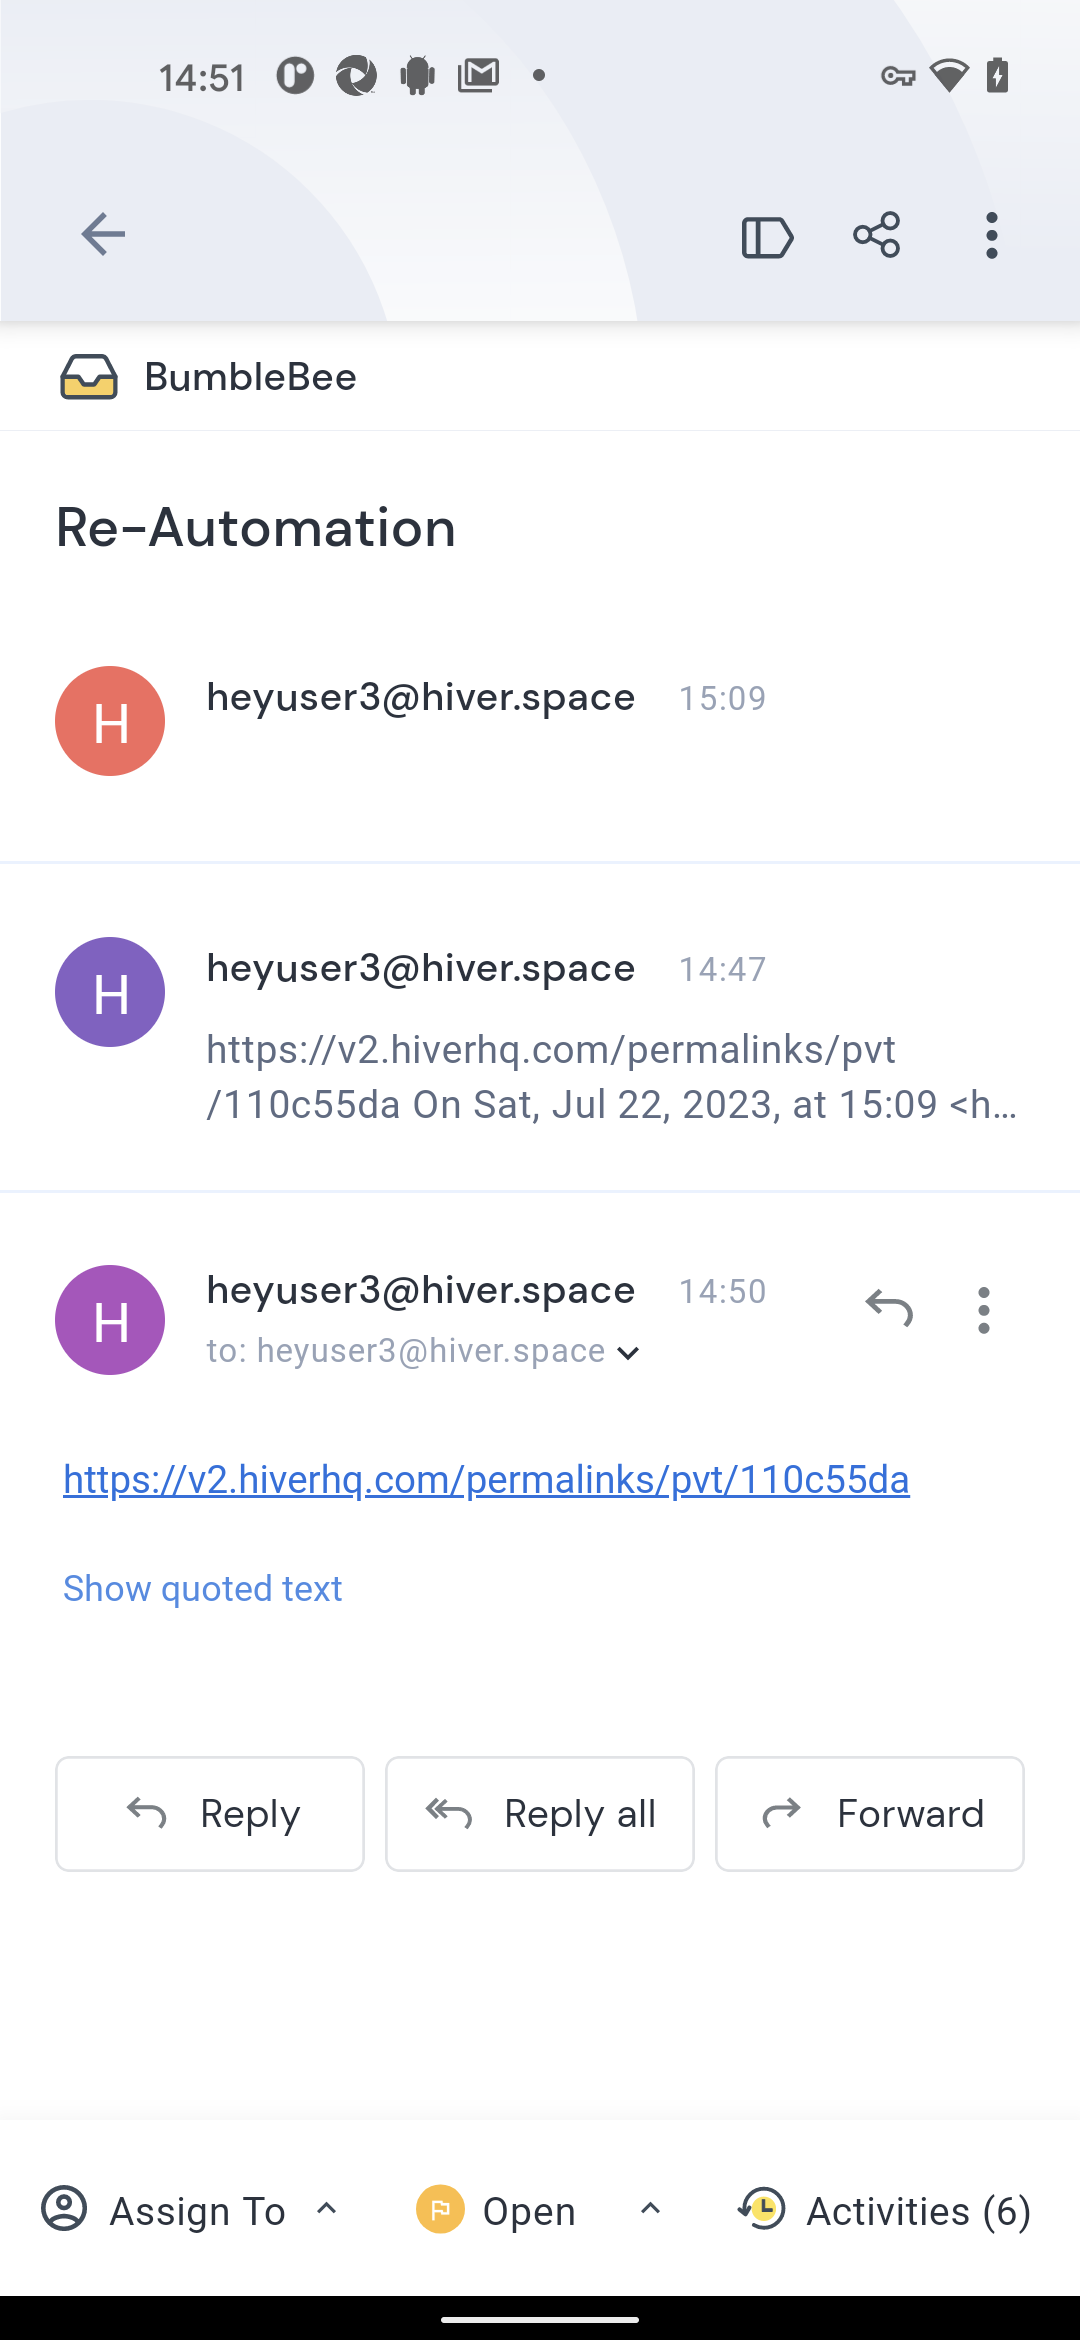 14:51
BumbleBee
Re-Automation
H
heyuser3@hiver.space 15:09
H
heyuser3@hiver.space 14:47
https://v2.hiverhq.com/permalinks/pvt
/110c55da On Sat, Jul 22, 2023, at 15:09 <h...
H
heyuser3@hiver.space 14:50
to: heyuser3@hiver.space
https://v2.hiverhq.com/permalinks/pvt/110c55da
Show quoted text
Reply Reply all Forward
Assign To Open Activities (6)